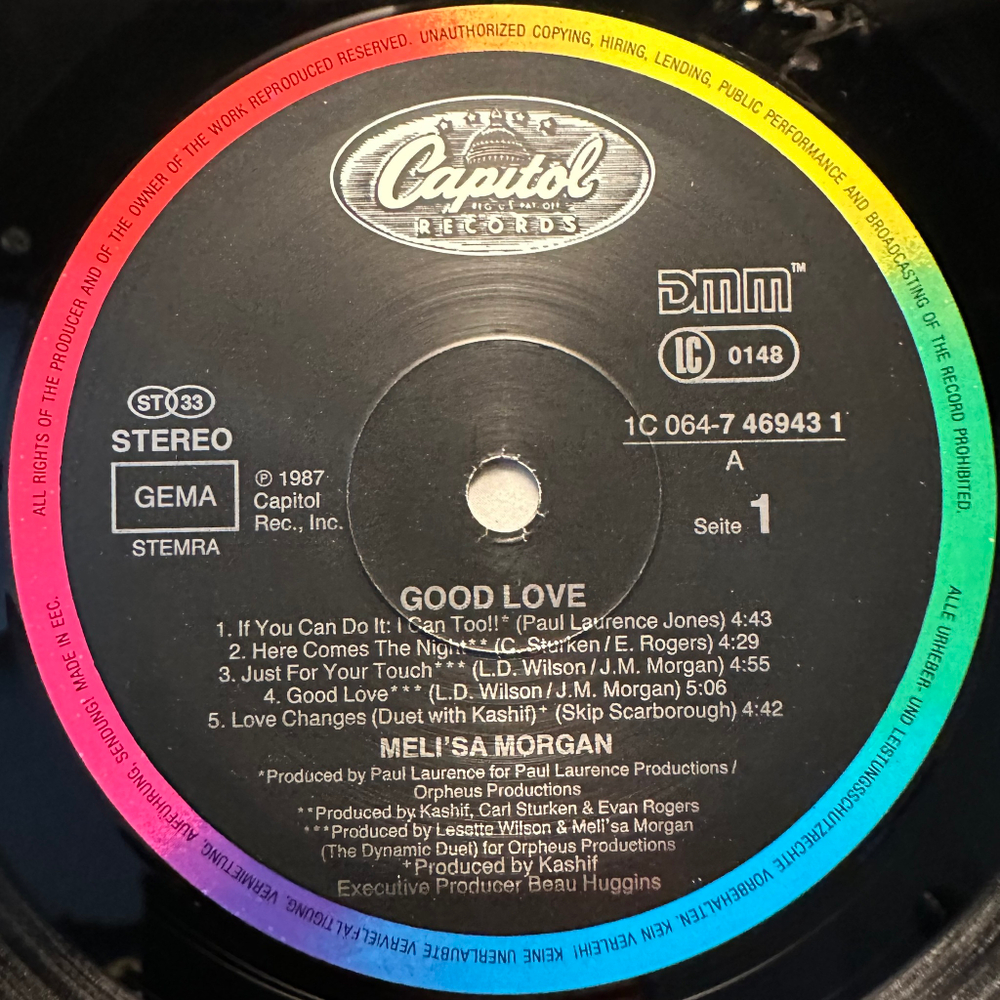 ALL RIGHTS OF THE PRODUCER AND OF THE OWNER OF THE WORK REPRODUCED RESERVED. UNAUTHORIZED COPYING, HIRING, LENDING, PUBLIC PERFORMANCE AND BROADCASTING OF THE RECORD PROHIBITED.
Capitol
REG. U.S. PAT. OFF.
RECORDS
DMM™
LC 0148
1C 064-7 46943 1
A
Seite 1
ST 33
STEREO
GEMA
STEMRA
℗ 1987
Capitol
Rec., Inc.
GOOD LOVE
1. If You Can Do It: I Can Too!!* (Paul Laurence Jones) 4:43
2. Here Comes The Night** (C. Sturken / E. Rogers) 4:29
3. Just For Your Touch*** (L.D. Wilson / J.M. Morgan) 4:55
4. Good Love*** (L.D. Wilson / J.M. Morgan) 5:06
5. Love Changes (Duet with Kashif)+ (Skip Scarborough) 4:42
MELI'SA MORGAN
*Produced by Paul Laurence for Paul Laurence Productions /
Orpheus Productions
**Produced by Kashif, Carl Sturken & Evan Rogers
***Produced by Lesette Wilson & Meli'sa Morgan
(The Dynamic Duet) for Orpheus Productions
+Produced by Kashif
Executive Producer Beau Huggins
ALLE URHEBER- UND LEISTUNGSSCHUTZRECHTE VORBEHALTEN. KEIN VERLEIH! KEINE UNERLAUBTE VERVIELFÄLTIGUNG, VERMIETUNG, AUFFÜHRUNG, SENDUNG! MADE IN EEC.